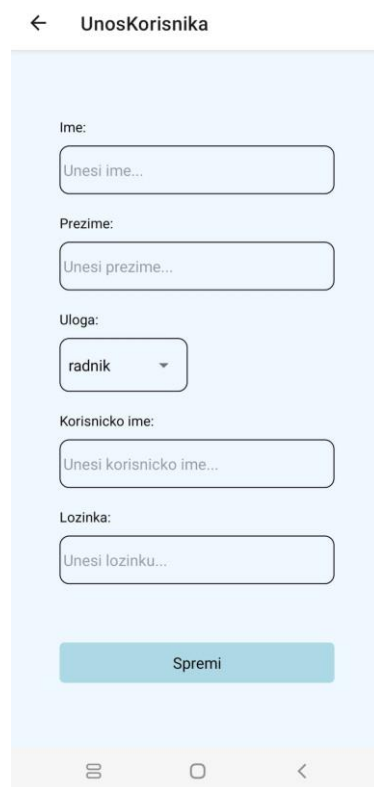 UnosKorisnika
Ime:
Unesi ime...
Prezime:
Unesi prezime...
Uloga:
radnik
Korisnicko ime:
Unesi korisnicko ime...
Lozinka:
Unesi lozinku...
Spremi